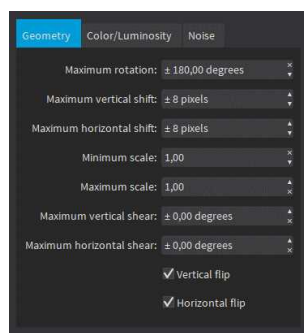 Geometry Color/Luminosity Noise
Maximum rotation: ± 180,00 degrees
Maximum vertical shift: ± 8 pixels
Maximum horizontal shift: ± 8 pixels
Minimum scale: 1,00
Maximum scale: 1,00
Maximum vertical shear: ± 0,00 degrees
Maximum horizontal shear: ± 0,00 degrees
Vertical flip
Horizontal flip